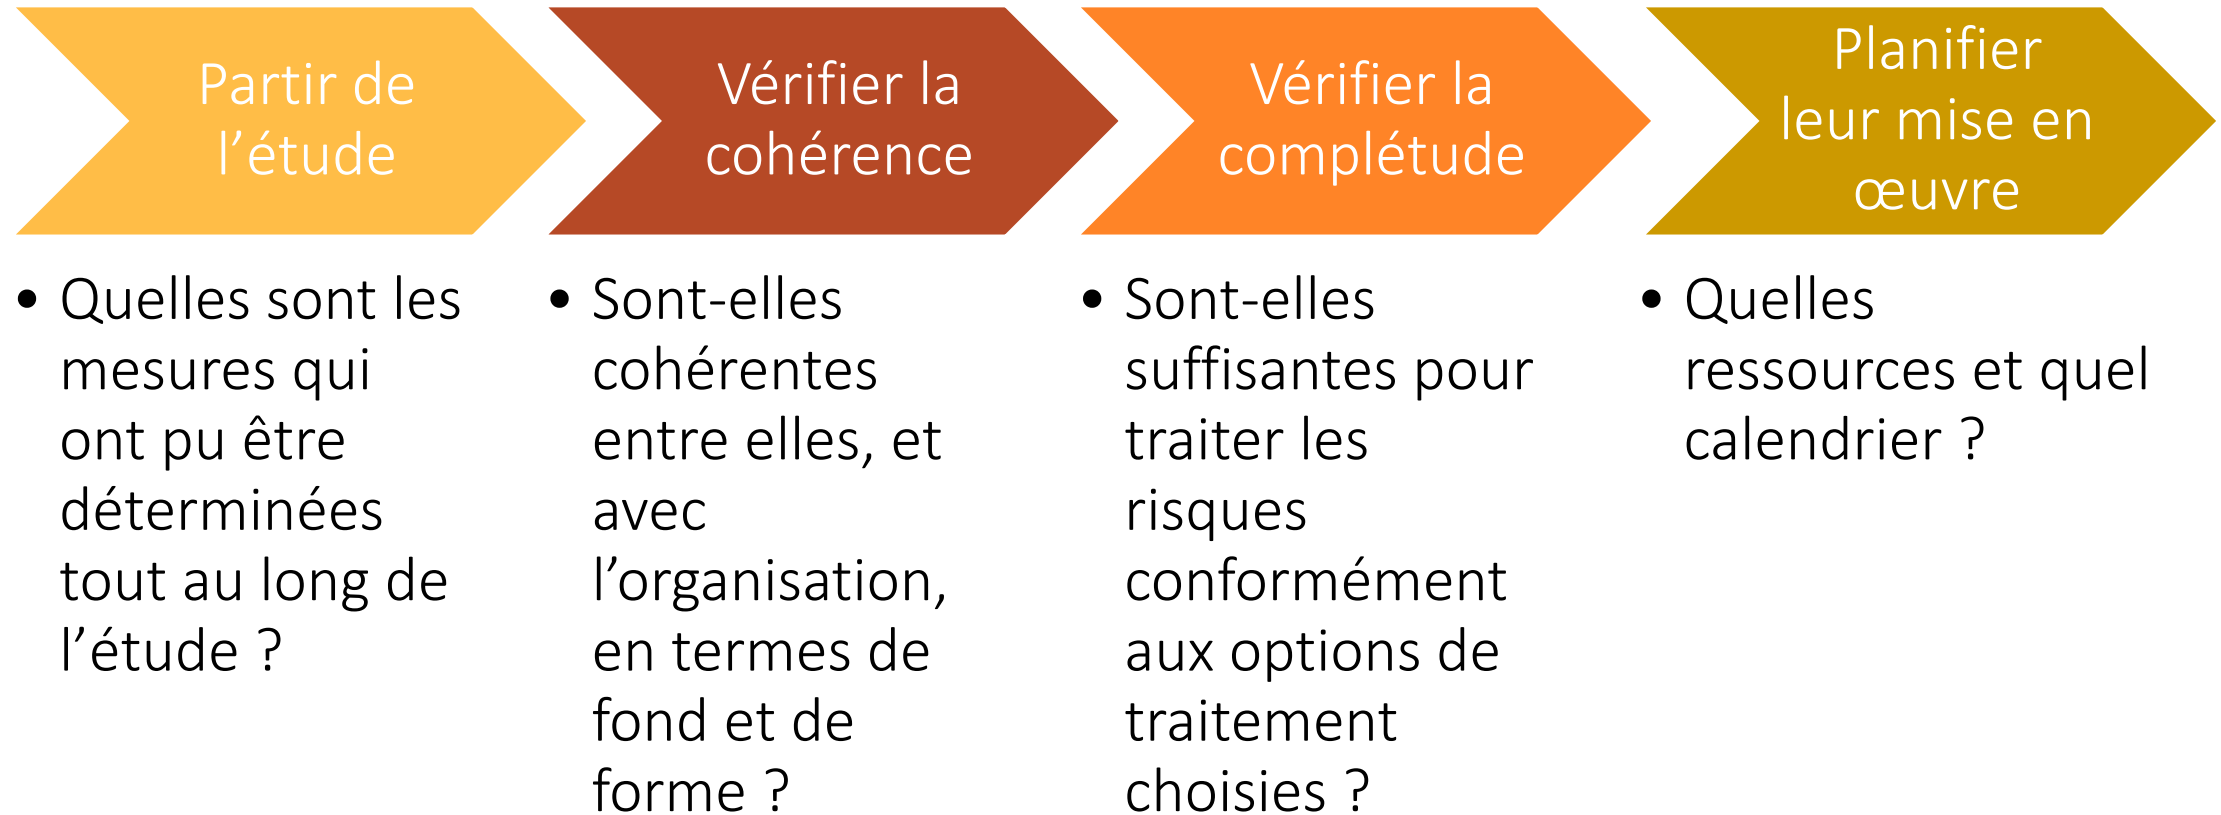 Partir de
l’étude
Vérifier la
cohérence
Vérifier la
complétude
Planifier
leur mise en
œuvre
• Quelles sont les
mesures qui
ont pu être
déterminées
tout au long de
l’étude ?
• Sont-elles
cohérentes
entre elles, et
avec
l’organisation,
en termes de
fond et de
forme ?
• Sont-elles
suffisantes pour
traiter les
risques
conformément
aux options de
traitement
choisies ?
• Quelles
ressources et quel
calendrier ?